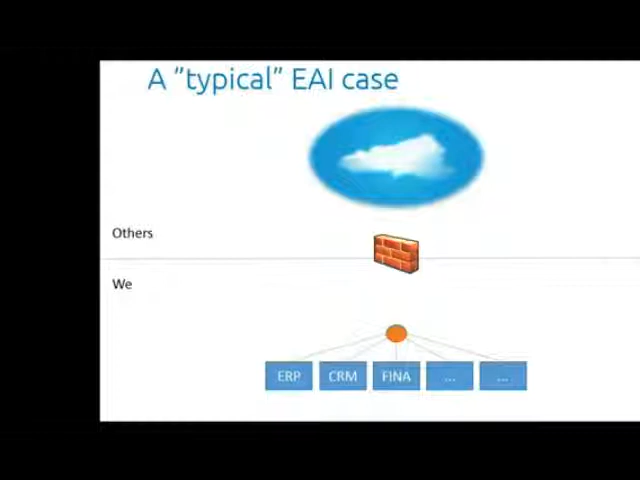 A ”typical” EAI case
Others
We
ERP CRM FINA ... ...